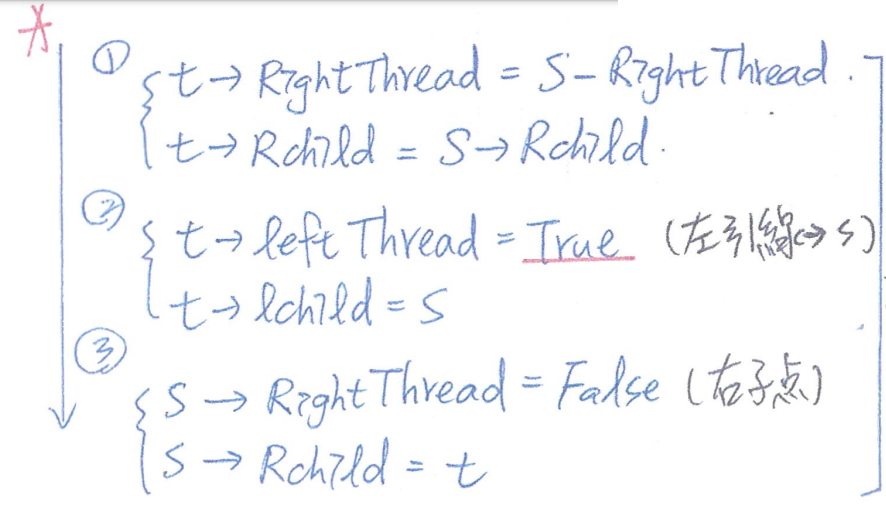 ①
t → RightThread = S - RightThread .
t → Rchild = S → Rchild .
②
t → leftThread = True (左引線 ↔ s)
t → lchild = S
③
S → RightThread = False (右子点)
S → Rchild = t